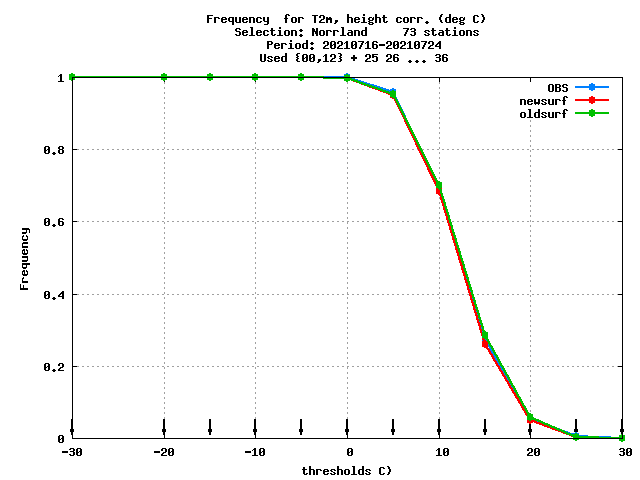 Frequency  for T2m, height corr. (deg C)
Selection: Norrland     73 stations
Period: 20210716-20210724
Used {00,12} + 25 26 ... 36
OBS
newsurf
oldsurf
1
0.8
0.6
0.4
0.2
0
Frequency
-30 -20 -10 0 10 20 30
thresholds C)